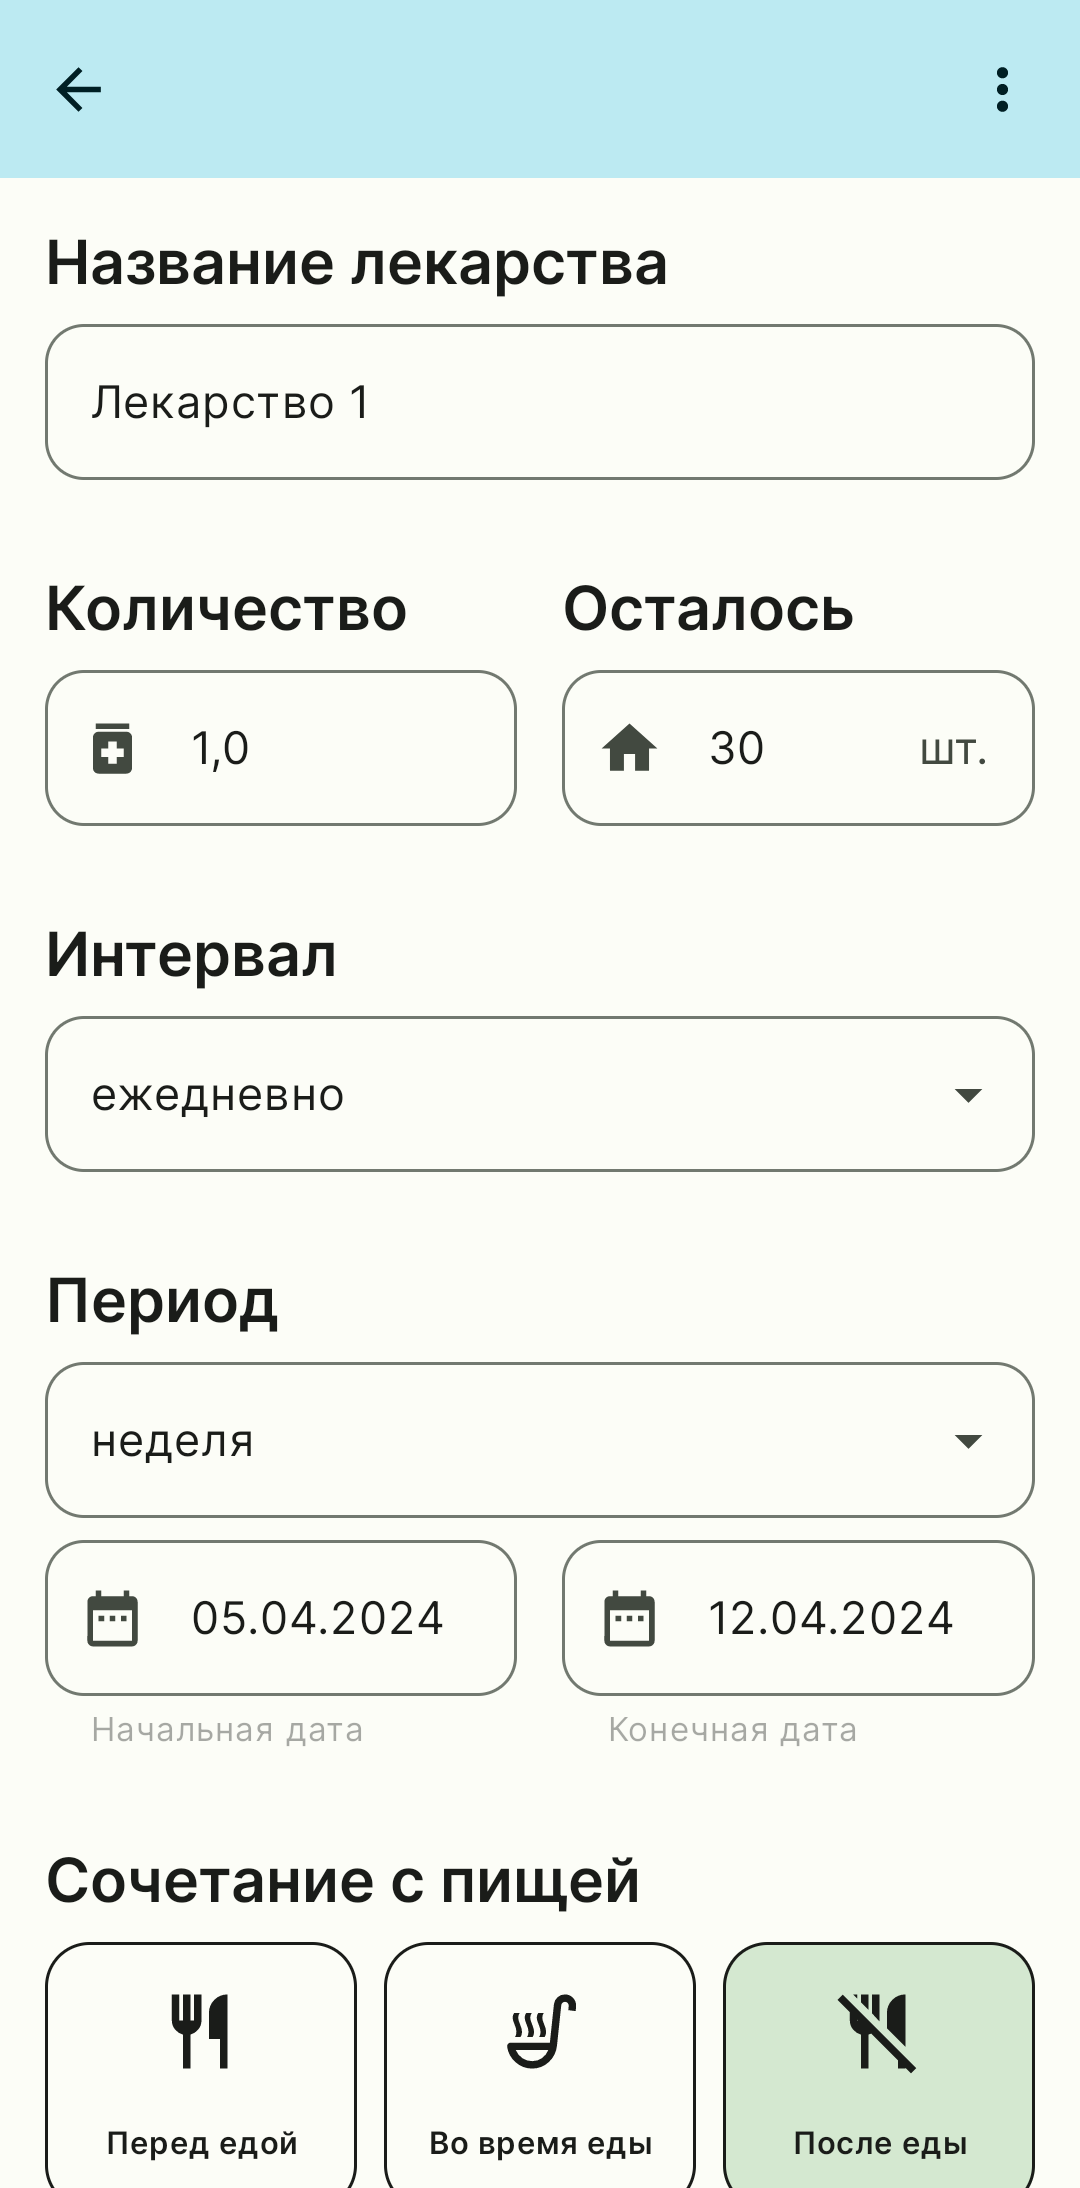 Название лекарства
Лекарство 1
Количество
Осталось
1,0
30 шт.
Интервал
ежедневно
Период
неделя
05.04.2024
12.04.2024
Начальная дата
Конечная дата
Сочетание с пищей
Перед едой
Во время еды
После еды